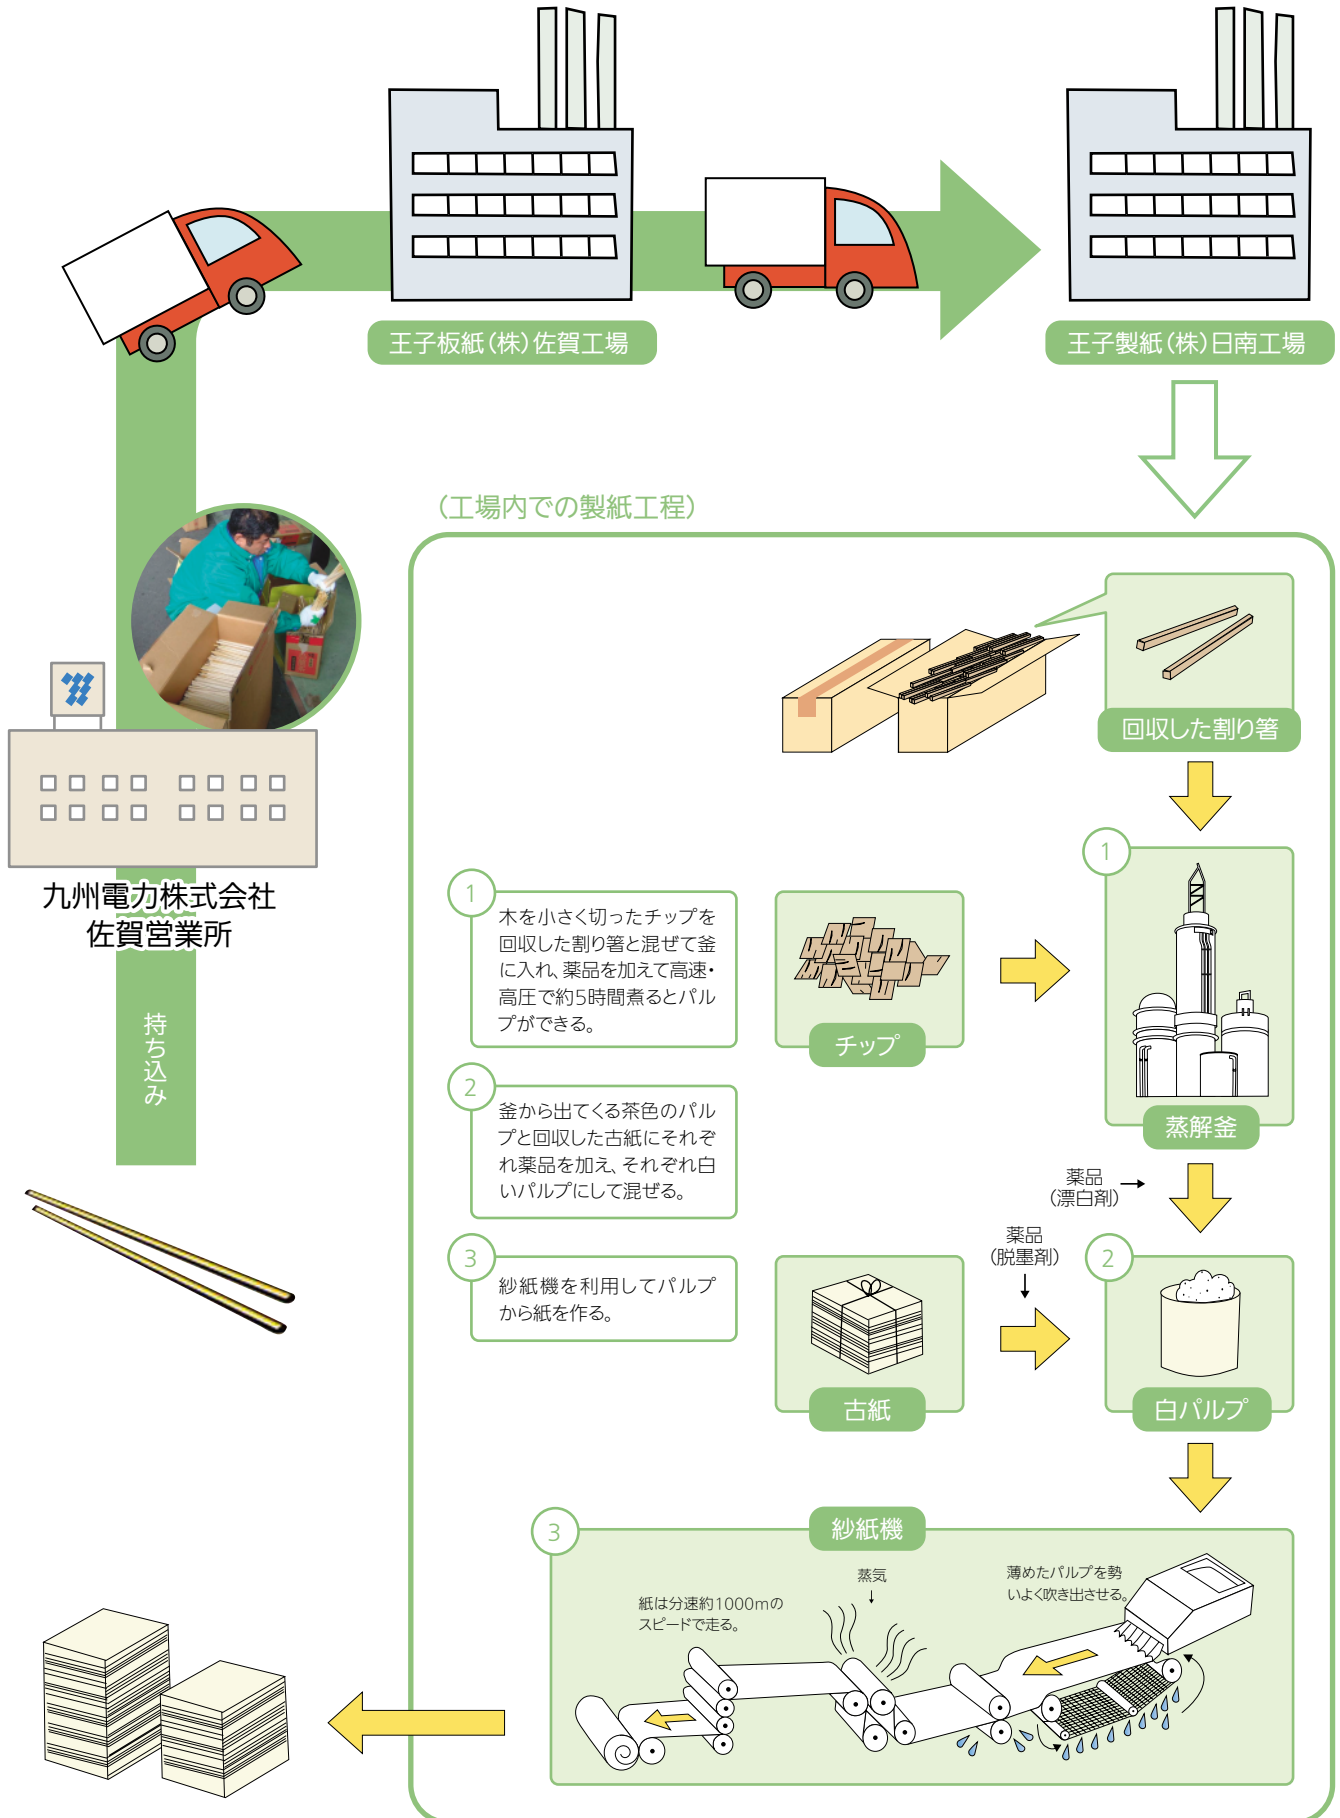 王子板紙(株)佐賀工場
王子製紙(株)日南工場
(工場内での製紙工程)
回収した割り箸
九州電力株式会社
佐賀営業所
持ち込み
1
木を小さく切ったチップを
回収した割り箸と混ぜて釜
に入れ、薬品を加えて高速・
高圧で約5時間煮るとパル
プができる。
チップ
1
蒸解釜
2
釜から出てくる茶色のパル
プと回収した古紙にそれぞ
れ薬品を加え、それぞれ白
いパルプにして混ぜる。
薬品
(漂白剤)
3
紗紙機を利用してパルプ
から紙を作る。
薬品
(脱墨剤)
古紙
2
白パルプ
3
紗紙機
紙は分速約1000mの
スピードで走る。
蒸気
薄めたパルプを勢
いよく吹き出させる。